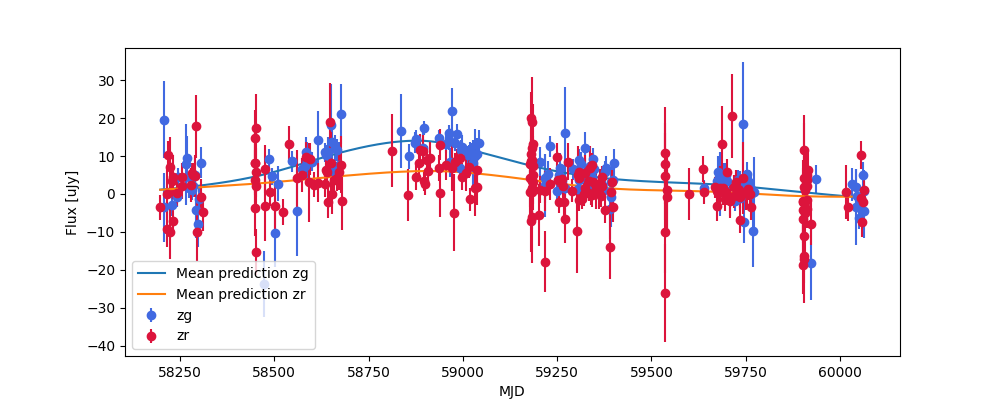 30
20
10
0
−10
−20
−30
−40
Flux [uJy]
Mean prediction zg
Mean prediction zr
zg
zr
58250 58500 58750 59000 59250 59500 59750 60000
MJD